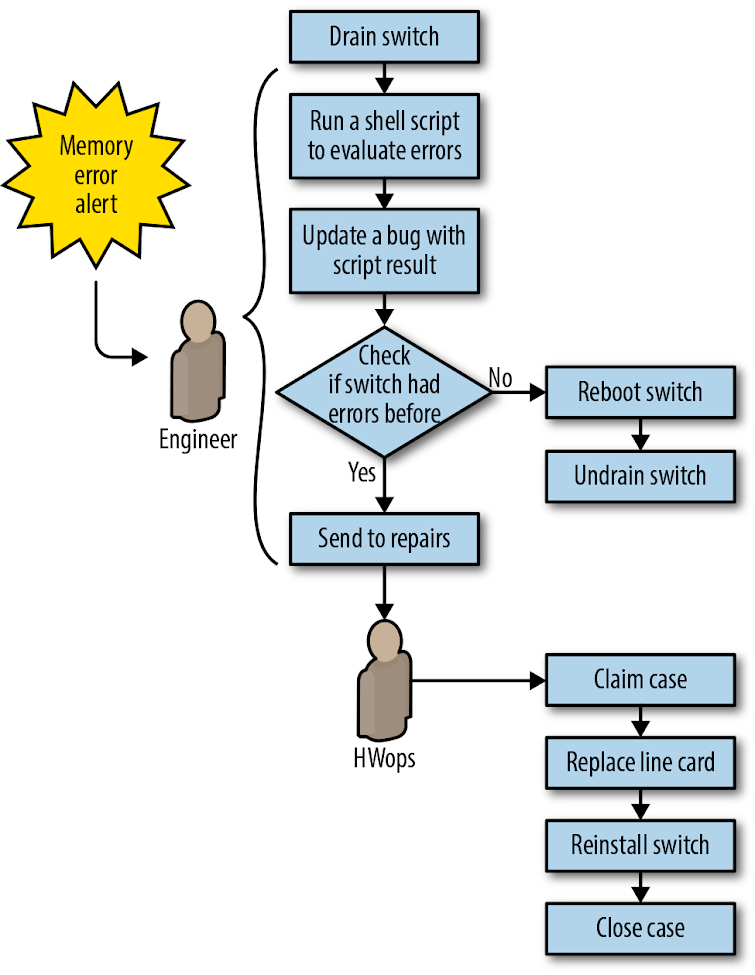 Drain switch
Memory
error
alert
Run a shell script
to evaluate errors
Update a bug with
script result
Engineer
Check
if switch had
errors before
No
Reboot switch
Undrain switch
Yes
Send to repairs
HWops
Claim case
Replace line card
Reinstall switch
Close case